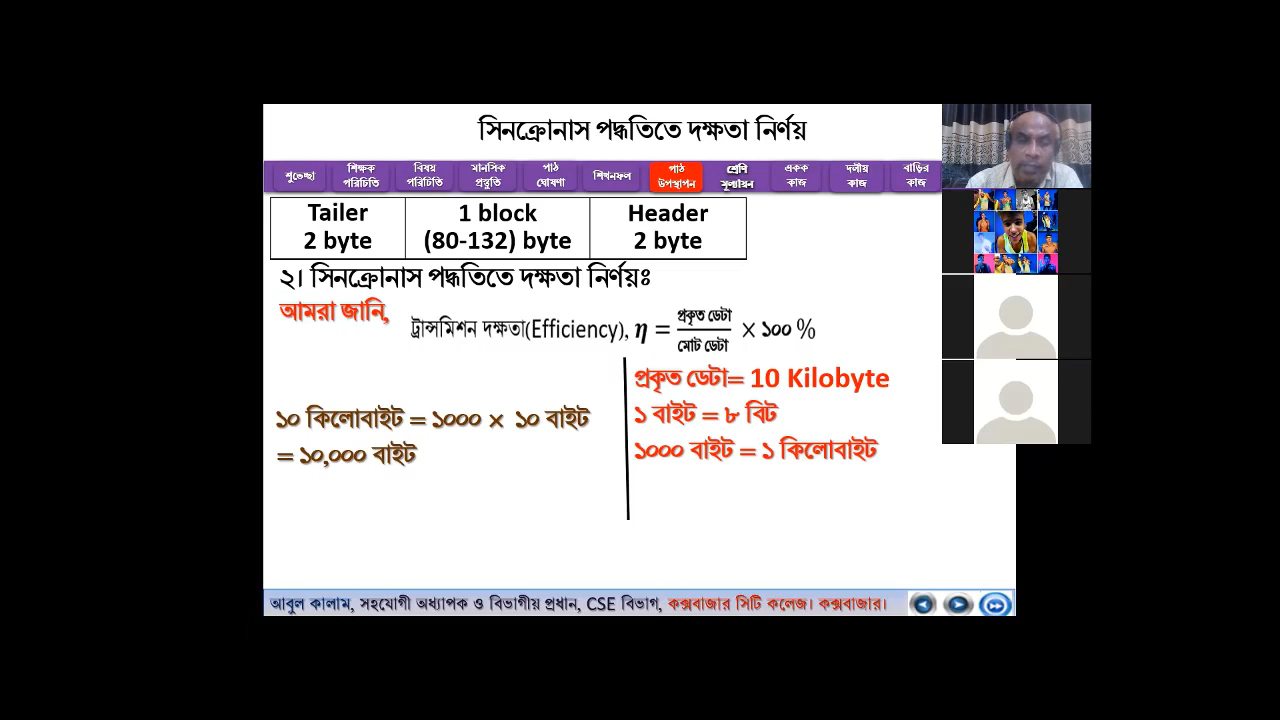 সিনক্রোনাস পদ্ধতিতে দক্ষতা নির্ণয়
শুভেচ্ছা
শিক্ষক পরিচিতি
বিষয় পরিচিতি
মানসিক প্রস্তুতি
পাঠ ঘোষণা
শিখনফল
পাঠ উপস্থাপন
শ্রেণি মুল্যায়ন
একক কাজ
দলীয় কাজ
বাড়ির কাজ
Tailer 1 block Header
2 byte (80-132) byte 2 byte
২। সিনক্রোনাস পদ্ধতিতে দক্ষতা নির্ণয়ঃ
আমরা জানি,
ট্রান্সমিশন দক্ষতা(Efficiency), η = প্রকৃত ডেটা / মোট ডেটা × ১০০ %
১০ কিলোবাইট = ১০০০ × ১০ বাইট
= ১০,০০০ বাইট
প্রকৃত ডেটা= 10 Kilobyte
১ বাইট = ৮ বিট
১০০০ বাইট = ১ কিলোবাইট
আবুল কালাম, সহযোগী অধ্যাপক ও বিভাগীয় প্রধান, CSE বিভাগ, কক্সবাজার সিটি কলেজ। কক্সবাজার।